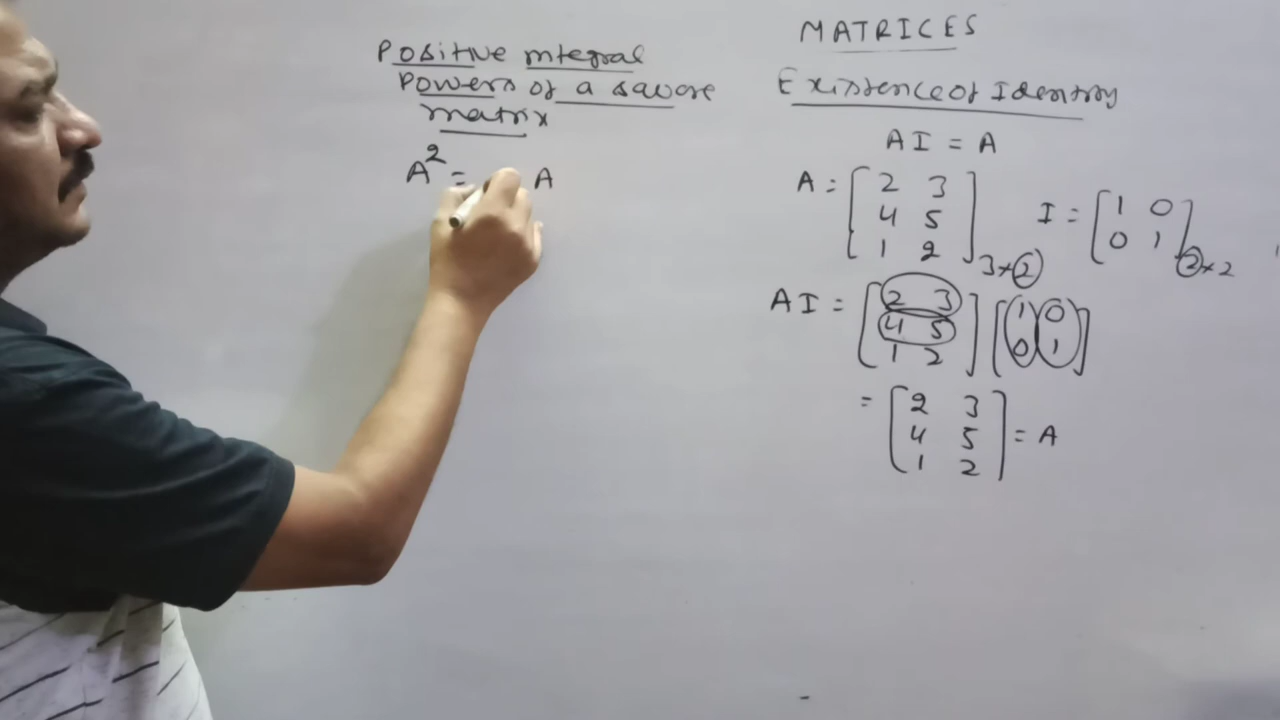 MATRICES
Positive integral
Powers of a square
matrix
A² = A
Existence of Identity
AI = A
A = [2 3
4 5
1 2] 3×2
I = [1 0
0 1] 2×2
AI = [2 3
4 5
1 2] [1 0
0 1]
= [2 3
4 5
1 2] = A